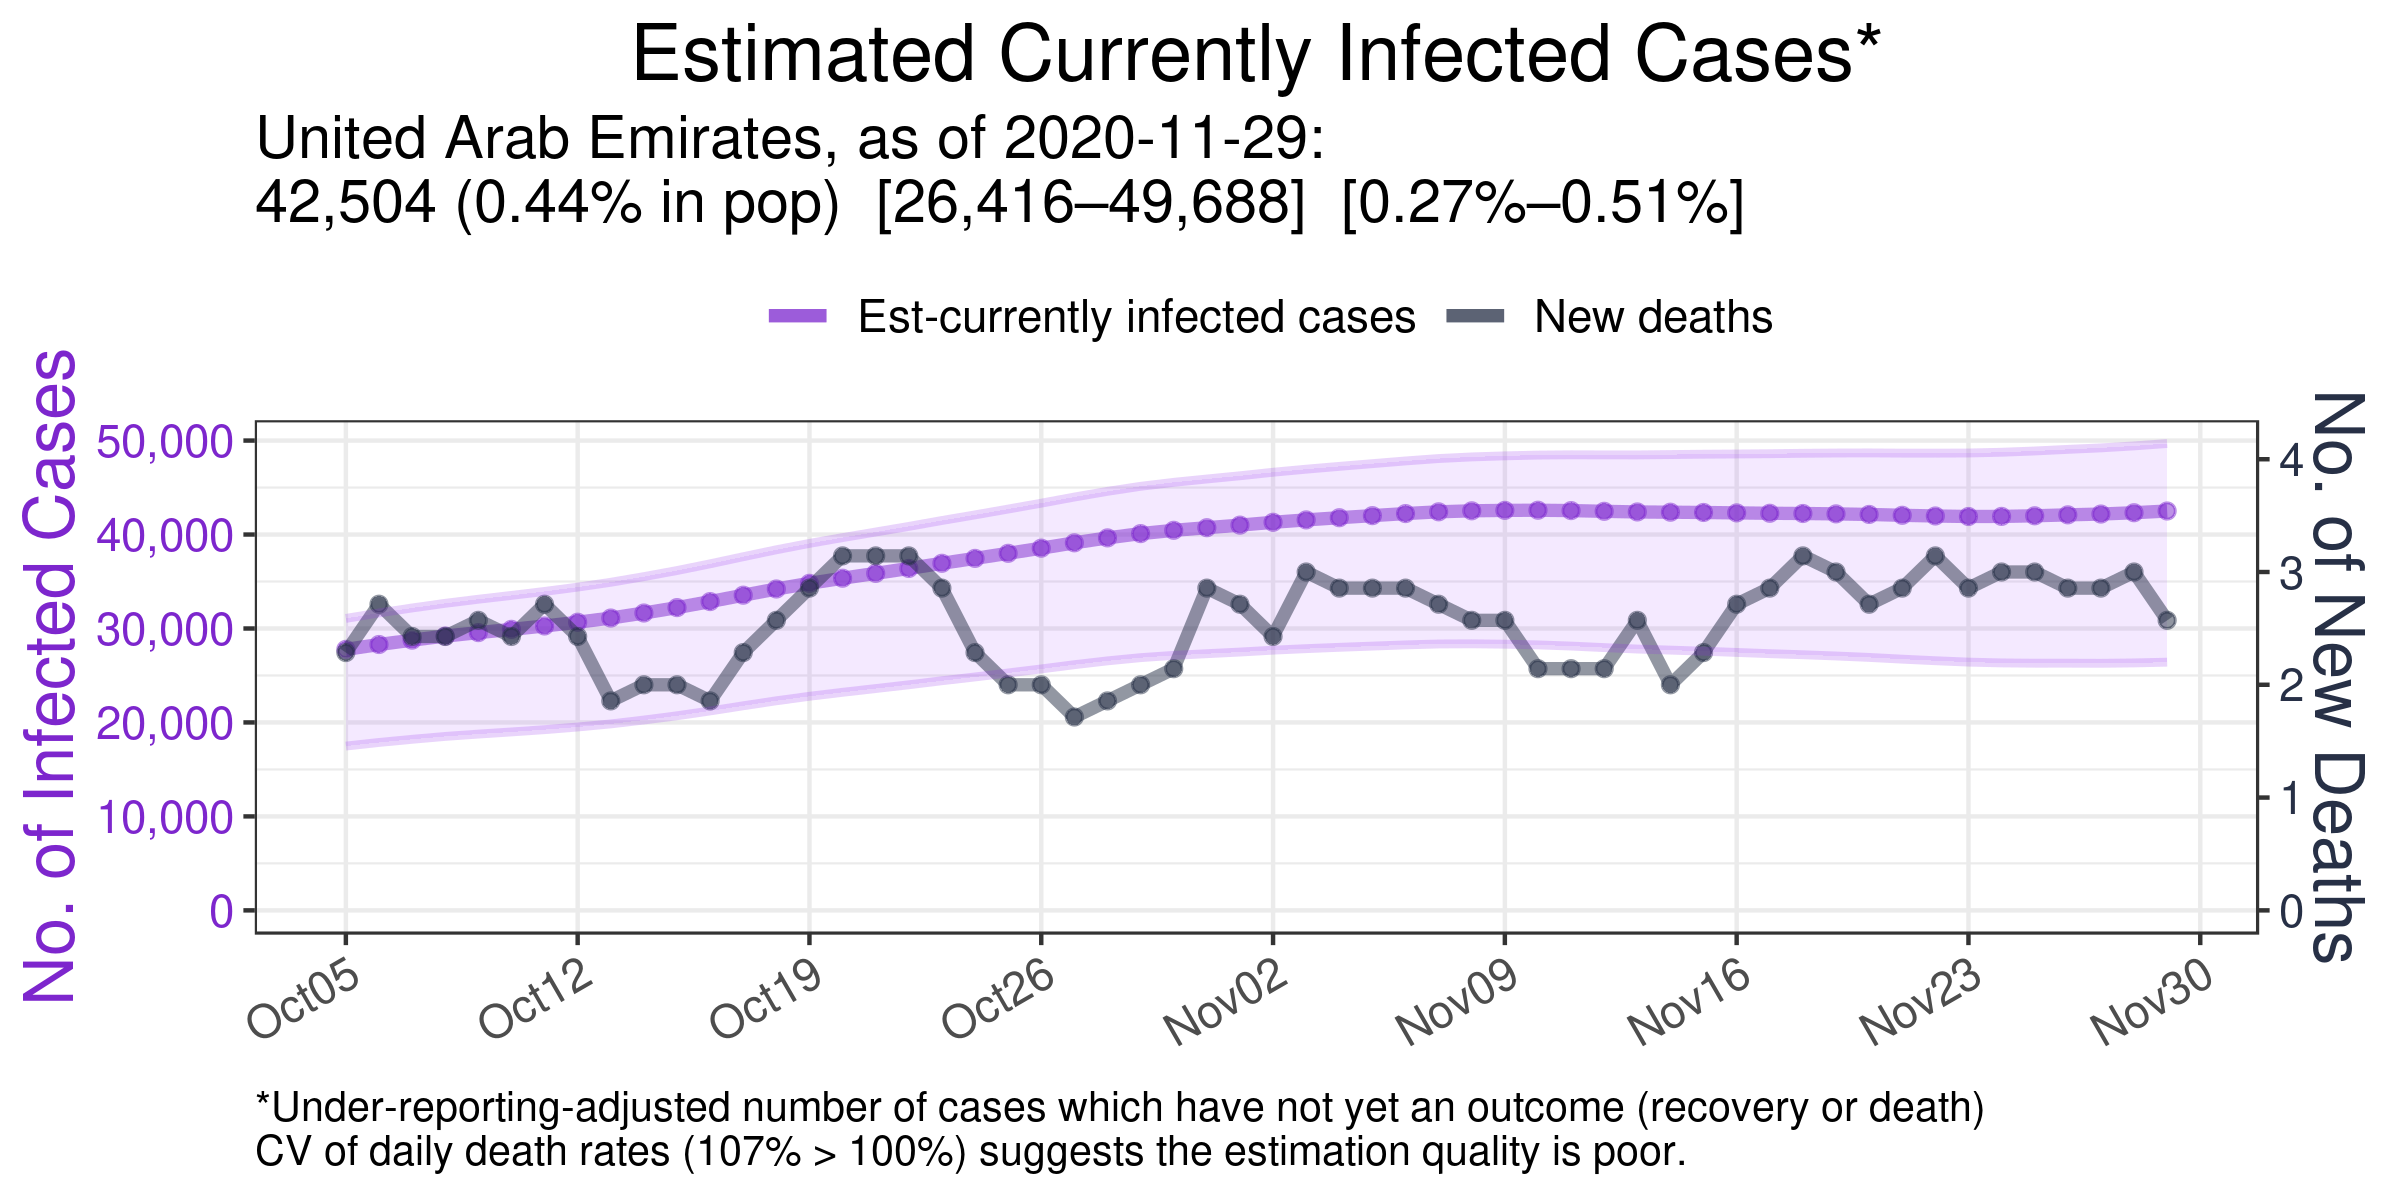 Estimated Currently Infected Cases*
United Arab Emirates, as of 2020-11-29:
42,504 (0.44% in pop)  [26,416–49,688]  [0.27%–0.51%]
Est-currently infected cases
New deaths
No. of Infected Cases
50,000
40,000
30,000
20,000
10,000
0
4
3
2
1
0
No. of New Deaths
Oct05
Oct12
Oct19
Oct26
Nov02
Nov09
Nov16
Nov23
Nov30
*Under-reporting-adjusted number of cases which have not yet an outcome (recovery or death)
CV of daily death rates (107% > 100%) suggests the estimation quality is poor.